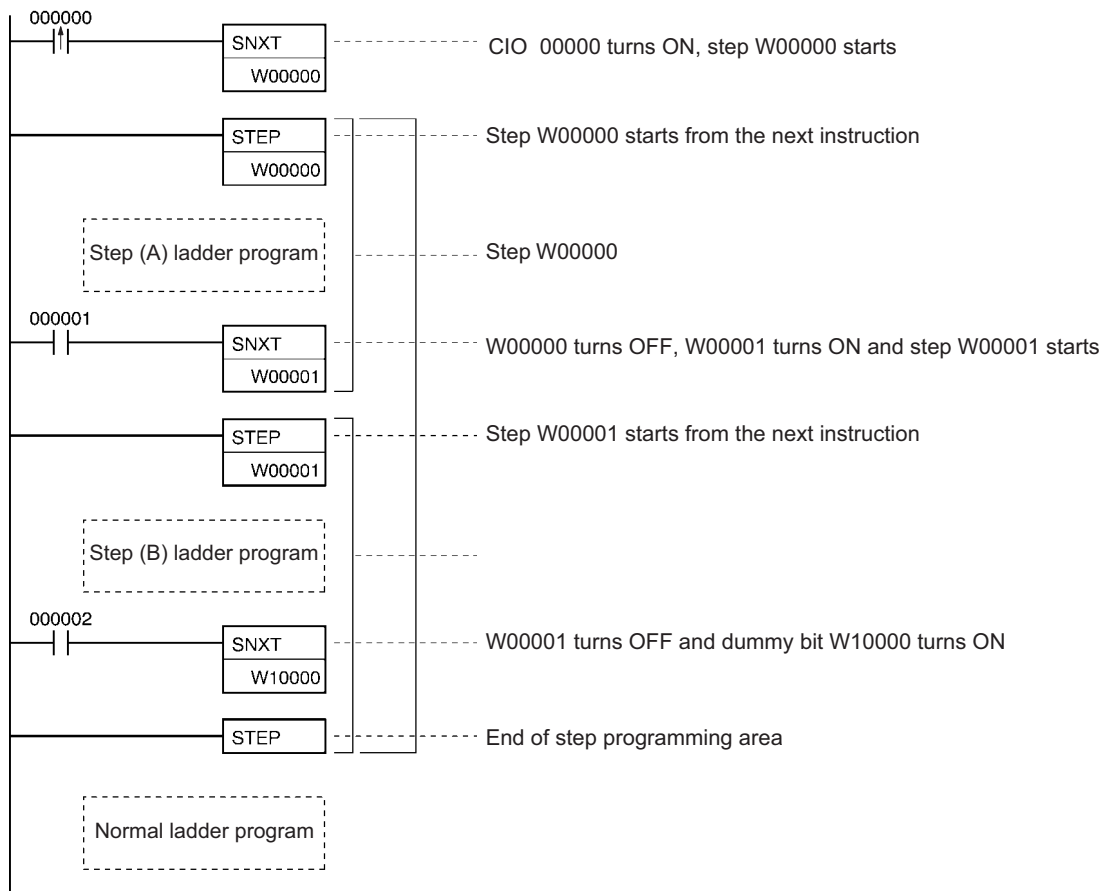 000000
SNXT
CIO 00000 turns ON, step W00000 starts
W00000
STEP
Step W00000 starts from the next instruction
W00000
Step (A) ladder program
Step W00000
000001
SNXT
W00000 turns OFF, W00001 turns ON and step W00001 starts
W00001
STEP
Step W00001 starts from the next instruction
W00001
Step (B) ladder program
000002
SNXT
W00001 turns OFF and dummy bit W10000 turns ON
W10000
STEP
End of step programming area
Normal ladder program